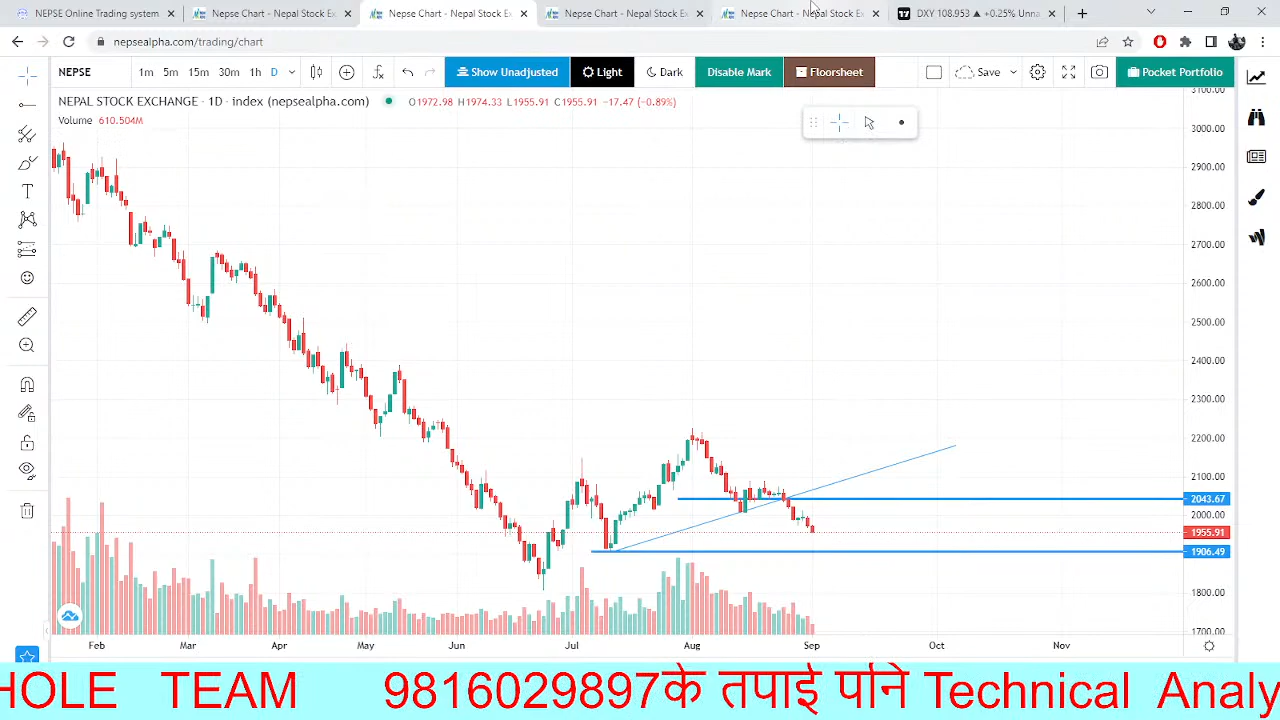 NEPSE Online Trading system
Nepse Chart - Nepal Stock Ex
Nepse Chart - Nepal Stock Ex
Nepse Chart - Nepal Stock Ex
Nepse Chart - Nepal Stock Ex
DXY 108.953 ▲ +0.25% Unna
nepsealpha.com/trading/chart
NEPSE 1m 5m 15m 30m 1h D Show Unadjusted Light Dark Disable Mark Floorsheet Save Pocket Portfolio
NEPAL STOCK EXCHANGE · 1D · index (nepsealpha.com) O1972.98 H1974.33 L1955.91 C1955.91 −17.47 (−0.89%)
Volume 610.504M
3100.00
3000.00
2900.00
2800.00
2700.00
2600.00
2500.00
2400.00
2300.00
2200.00
2100.00
2043.67
2000.00
1955.91
1906.49
1800.00
1700.00
Feb Mar Apr May Jun Jul Aug Sep Oct Nov
HOLE TEAM 9816029897के तपाई पनि Technical Analy